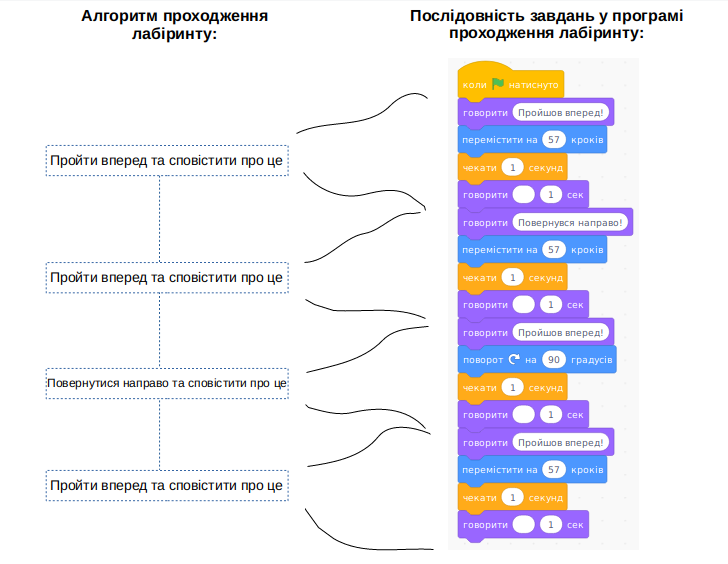 Алгоритм проходження
лабіринту:
Пройти вперед та сповістити про це
Пройти вперед та сповістити про це
Повернутися направо та сповістити про це
Пройти вперед та сповістити про це
Послідовність завдань у програмі
проходження лабіринту:
коли натиснуто
говорити Пройшов вперед!
перемістити на 57 кроків
чекати 1 секунд
говорити 1 сек
говорити Повернувся направо!
перемістити на 57 кроків
чекати 1 секунд
говорити 1 сек
говорити Пройшов вперед!
поворот на 90 градусів
чекати 1 секунд
говорити 1 сек
говорити Пройшов вперед!
перемістити на 57 кроків
чекати 1 секунд
говорити 1 сек